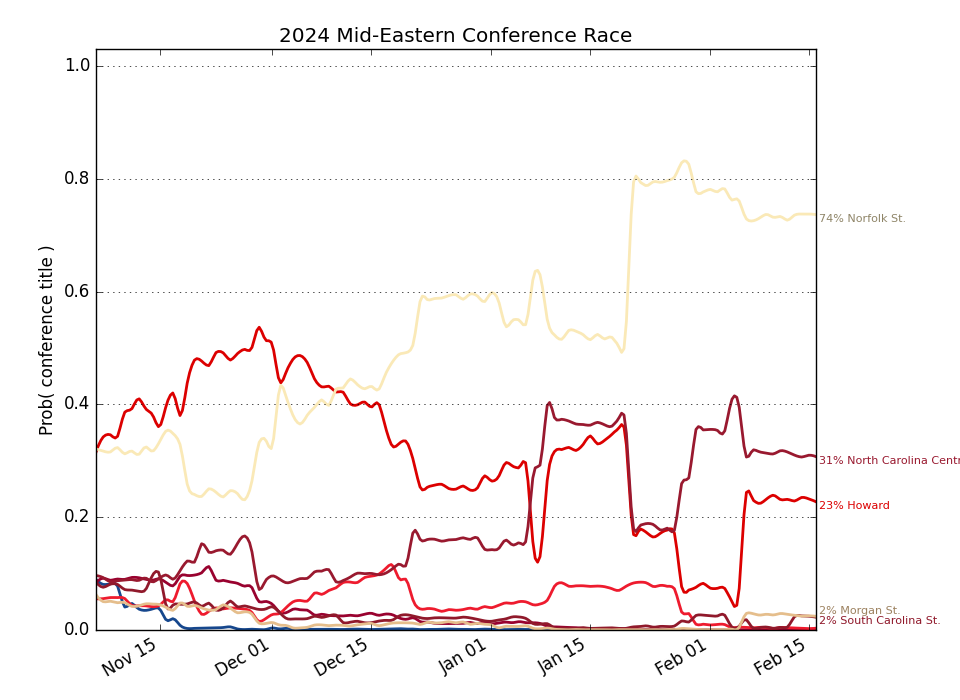 2024 Mid-Eastern Conference Race
Prob( conference title )
1.0
0.8
0.6
0.4
0.2
0.0
74% Norfolk St.
31% North Carolina Centr
23% Howard
2% Morgan St.
2% South Carolina St.
Nov 15
Dec 01
Dec 15
Jan 01
Jan 15
Feb 01
Feb 15